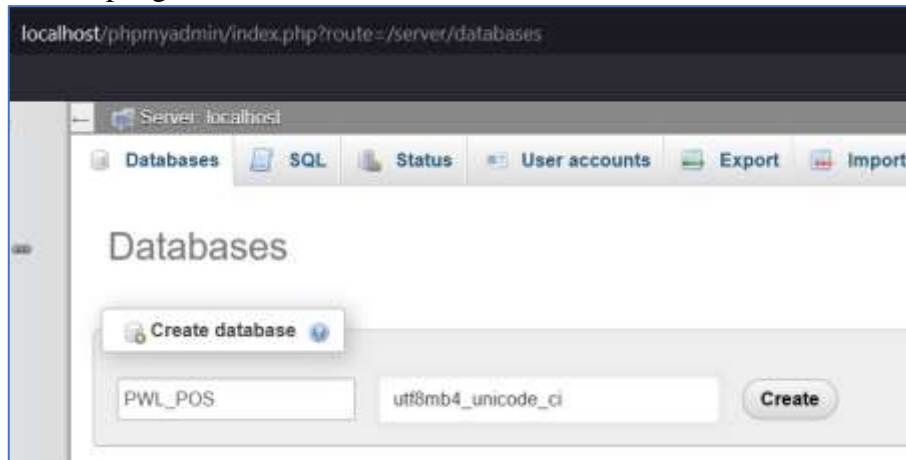 localhost/phpmyadmin/index.php?route=/server/databases
Server: localhost
Databases SQL Status User accounts Export Import
Databases
Create database
PWL_POS utf8mb4_unicode_ci Create